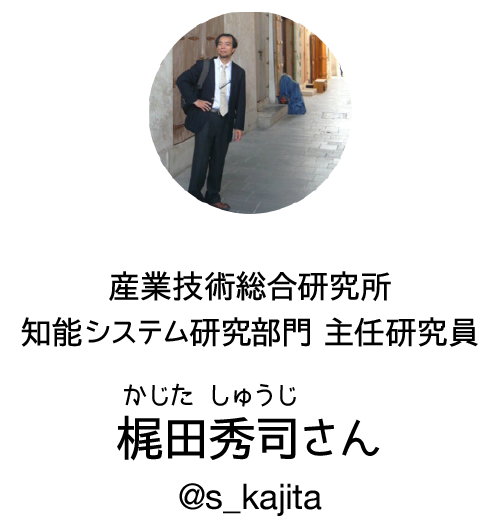 産業技術総合研究所
知能システム研究部門 主任研究員
かじた しゅうじ
梶田秀司さん
@s_kajita